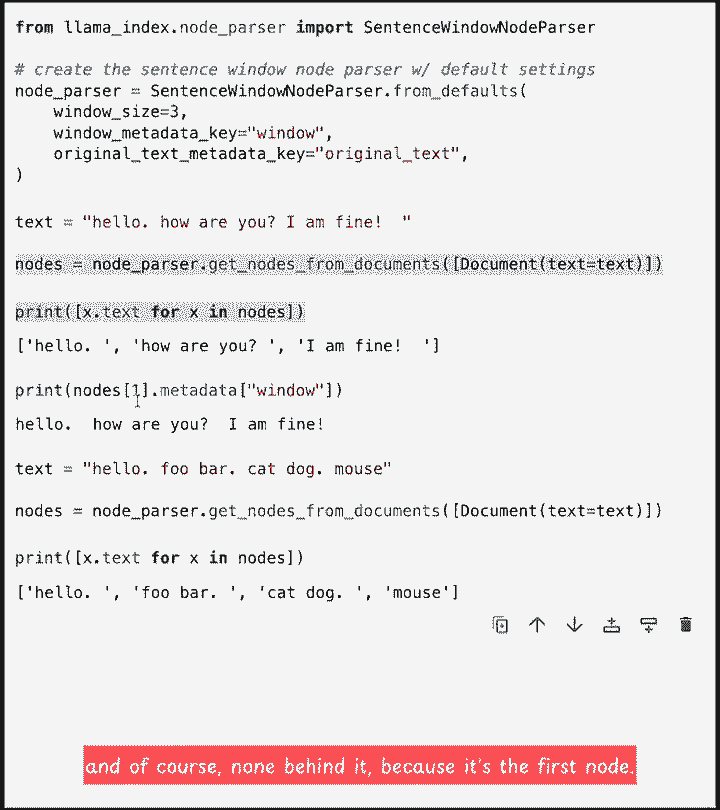 from llama_index.node_parser import SentenceWindowNodeParser
# create the sentence window node parser w/ default settings
node_parser = SentenceWindowNodeParser.from_defaults(
    window_size=3,
    window_metadata_key="window",
    original_text_metadata_key="original_text",
)
text = "hello. how are you? I am fine!  "
nodes = node_parser.get_nodes_from_documents([Document(text=text)])
print([x.text for x in nodes])
['hello. ', 'how are you? ', 'I am fine!  ']
print(nodes[1].metadata["window"])
hello.  how are you?  I am fine!
text = "hello. foo bar. cat dog. mouse"
nodes = node_parser.get_nodes_from_documents([Document(text=text)])
print([x.text for x in nodes])
['hello. ', 'foo bar. ', 'cat dog. ', 'mouse']
and of course, none behind it, because it's the first node.